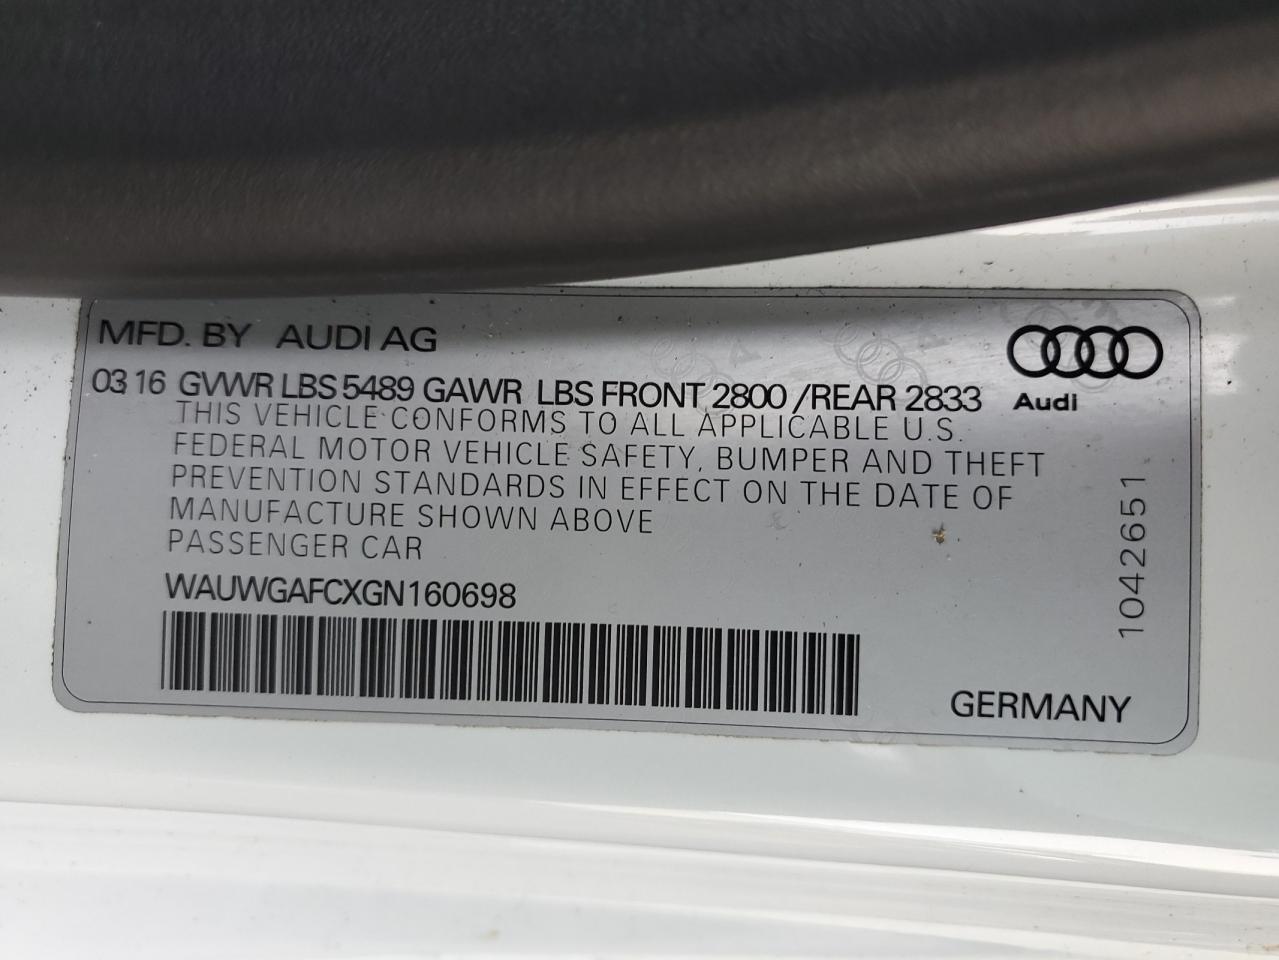 MFD. BY AUDI AG
03 16 GVWR LBS 5489 GAWR LBS FRONT 2800 /REAR 2833
Audi
THIS VEHICLE CONFORMS TO ALL APPLICABLE U.S.
FEDERAL MOTOR VEHICLE SAFETY, BUMPER AND THEFT
PREVENTION STANDARDS IN EFFECT ON THE DATE OF
MANUFACTURE SHOWN ABOVE
PASSENGER CAR
WAUWGAFCXGN160698
1042651
GERMANY